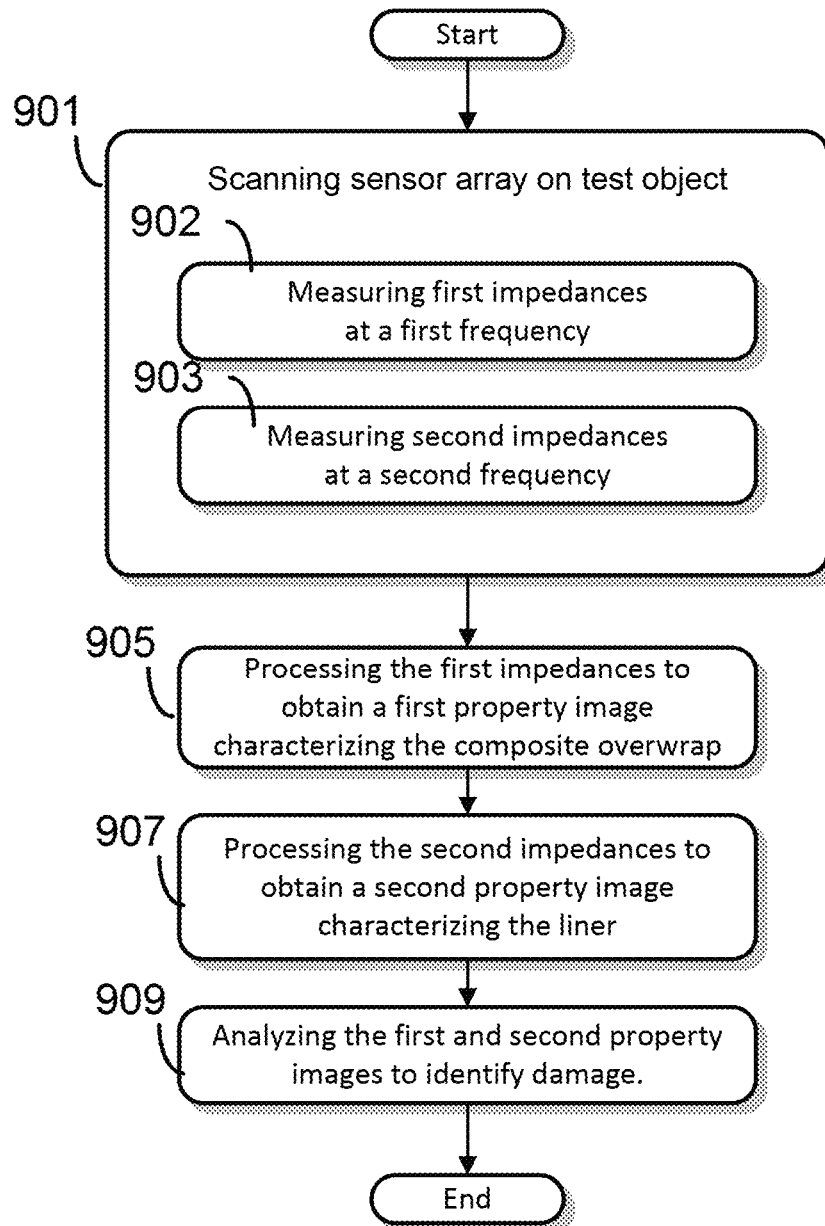 Start
901
Scanning sensor array on test object
902
Measuring first impedances
at a first frequency
903
Measuring second impedances
at a second frequency
905
Processing the first impedances to
obtain a first property image
characterizing the composite overwrap
907
Processing the second impedances to
obtain a second property image
characterizing the liner
909
Analyzing the first and second property
images to identify damage.
End